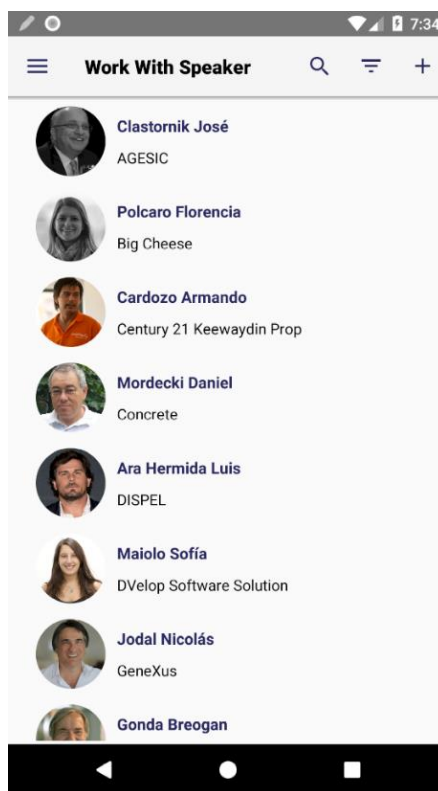 7:34
Work With Speaker
Clastornik José
AGESIC
Polcaro Florencia
Big Cheese
Cardozo Armando
Century 21 Keewaydin Prop
Mordecki Daniel
Concrete
Ara Hermida Luis
DISPEL
Maiolo Sofía
DVelop Software Solution
Jodal Nicolás
GeneXus
Gonda Breogan